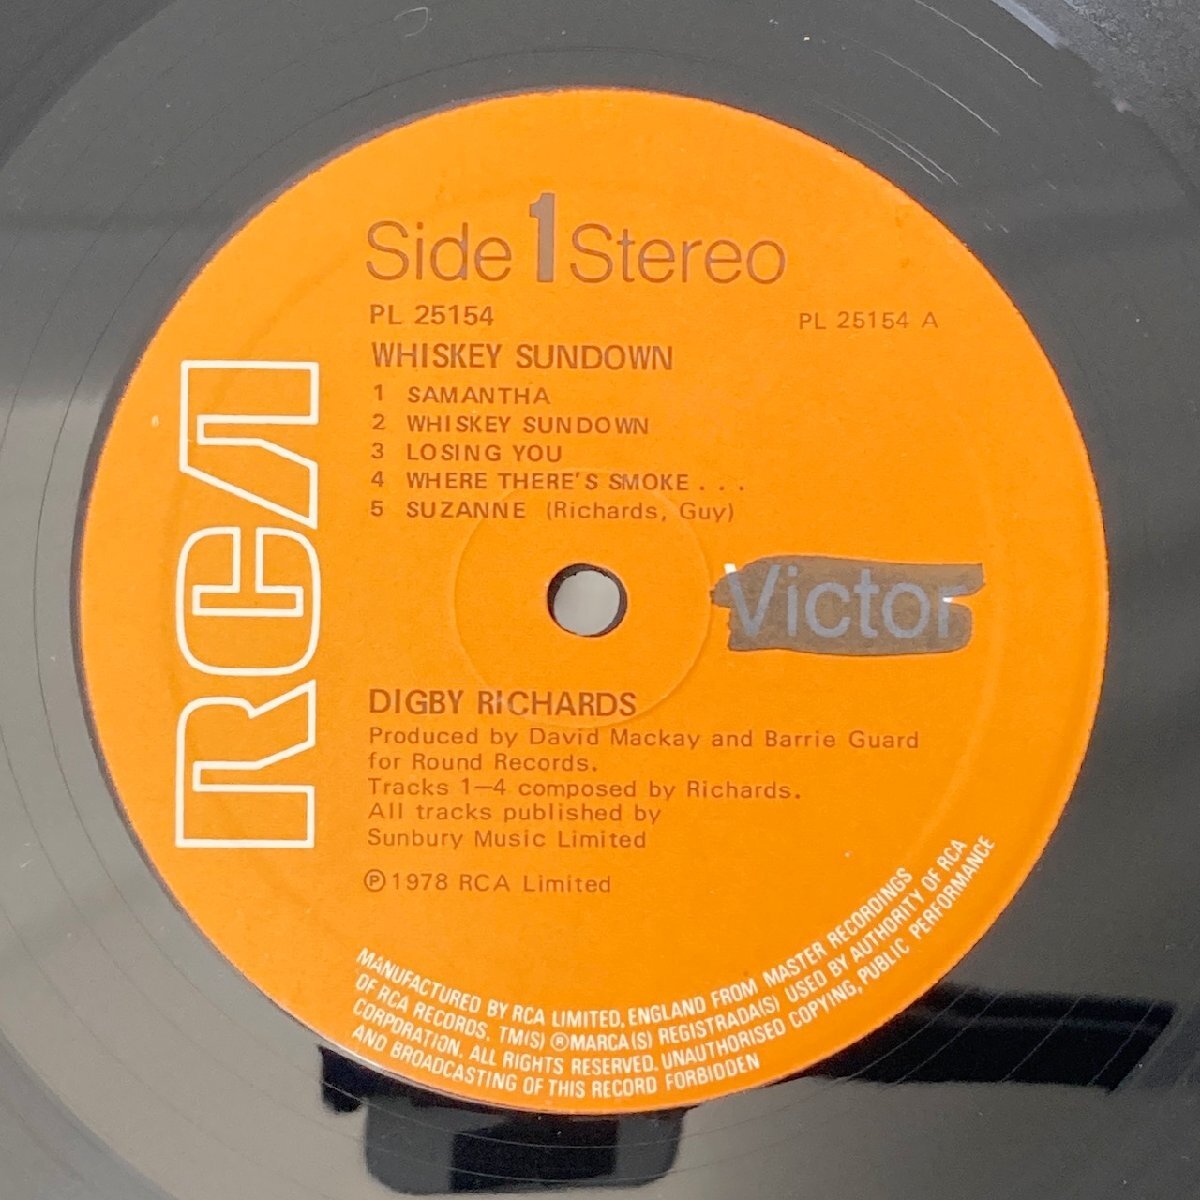 Side 1 Stereo
PL 25154
PL 25154 A
WHISKEY SUNDOWN
1 SAMANTHA
2 WHISKEY SUNDOWN
3 LOSING YOU
4 WHERE THERE'S SMOKE . . .
5 SUZANNE (Richards, Guy)
RCA
Victor
DIGBY RICHARDS
Produced by David Mackay and Barrie Guard
for Round Records.
Tracks 1—4 composed by Richards.
All tracks published by
Sunbury Music Limited
℗ 1978 RCA Limited
MANUFACTURED BY RCA LIMITED, ENGLAND FROM MASTER RECORDINGS
OF RCA RECORDS. TM(S) ® MARCA(S) REGISTRADA(S) USED BY AUTHORITY OF RCA
CORPORATION. ALL RIGHTS RESERVED. UNAUTHORISED COPYING, PUBLIC PERFORMANCE
AND BROADCASTING OF THIS RECORD FORBIDDEN